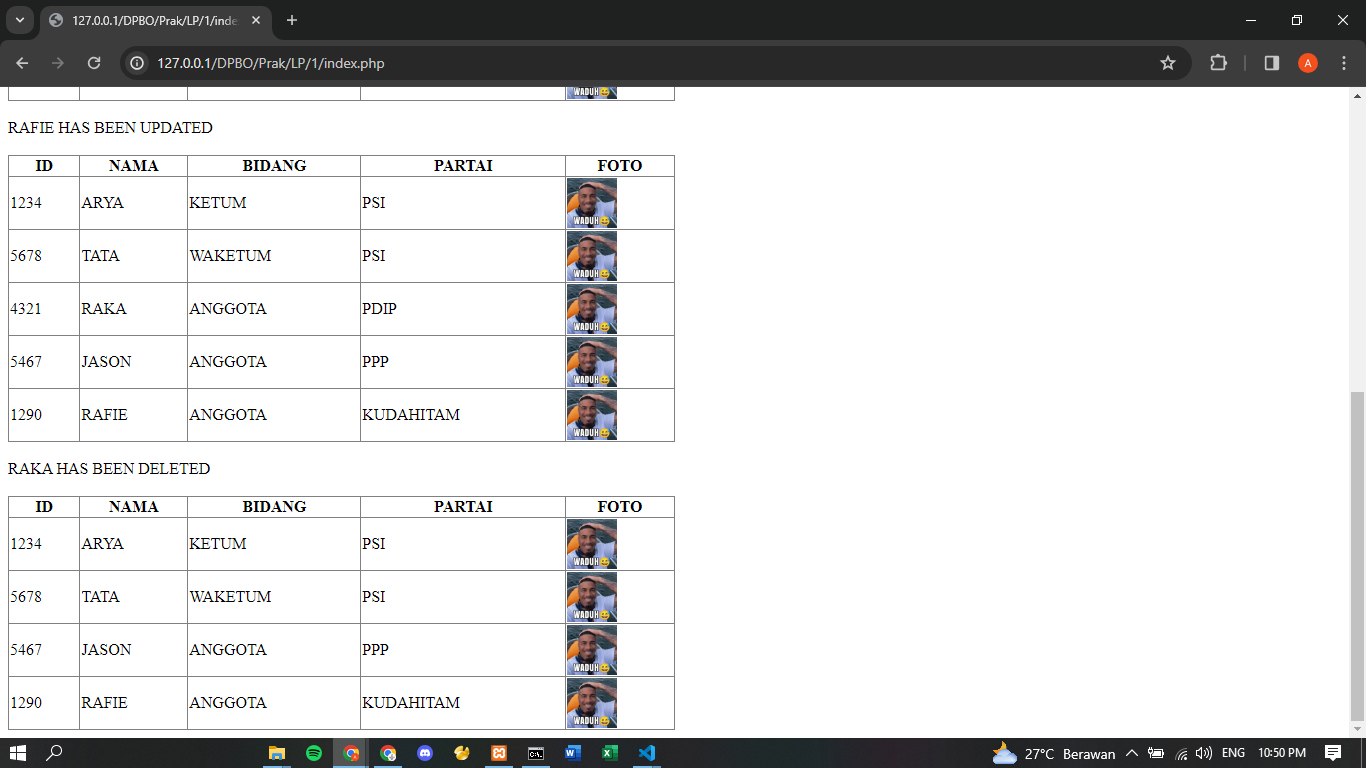 127.0.0.1/DPBO/Prak/LP/1/inde
127.0.0.1/DPBO/Prak/LP/1/index.php
A
WADUH😆
RAFIE HAS BEEN UPDATED
ID NAMA BIDANG PARTAI FOTO
1234 ARYA KETUM PSI WADUH😆
5678 TATA WAKETUM PSI WADUH😆
4321 RAKA ANGGOTA PDIP WADUH😆
5467 JASON ANGGOTA PPP WADUH😆
1290 RAFIE ANGGOTA KUDAHITAM WADUH😆
RAKA HAS BEEN DELETED
ID NAMA BIDANG PARTAI FOTO
1234 ARYA KETUM PSI WADUH😆
5678 TATA WAKETUM PSI WADUH😆
5467 JASON ANGGOTA PPP WADUH😆
1290 RAFIE ANGGOTA KUDAHITAM WADUH😆
27°C Berawan ENG 10:50 PM